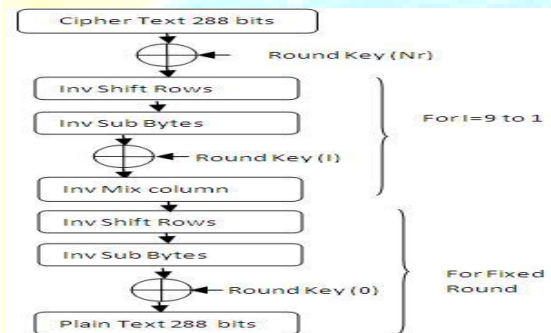 Cipher Text 288 bits
Round Key (Nr)
Inv Shift Rows
Inv Sub Bytes
For I=9 to 1
Round Key (I)
Inv Mix column
Inv Shift Rows
Inv Sub Bytes
For Fixed
Round
Round Key (0)
Plain Text 288 bits